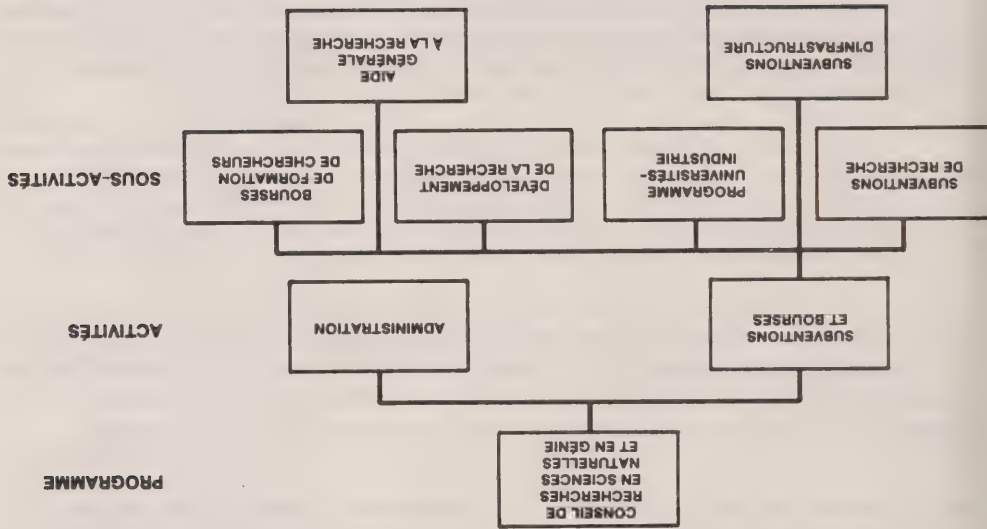 PROGRAMME
CONSEIL DE
RECHERCHES
EN SCIENCES
NATURELLES
ET EN GÉNIE
ACTIVITÉS
SUBVENTIONS
ET BOURSES
ADMINISTRATION
SOUS-ACTIVITÉS
SUBVENTIONS
DE RECHERCHE
PROGRAMME
UNIVERSITÉS-
INDUSTRIE
DÉVELOPPEMENT
DE LA RECHERCHE
BOURSES
DE FORMATION
DE CHERCHEURS
SUBVENTIONS
D'INFRASTRUCTURE
AIDE
GÉNÉRALE
À LA RECHERCHE